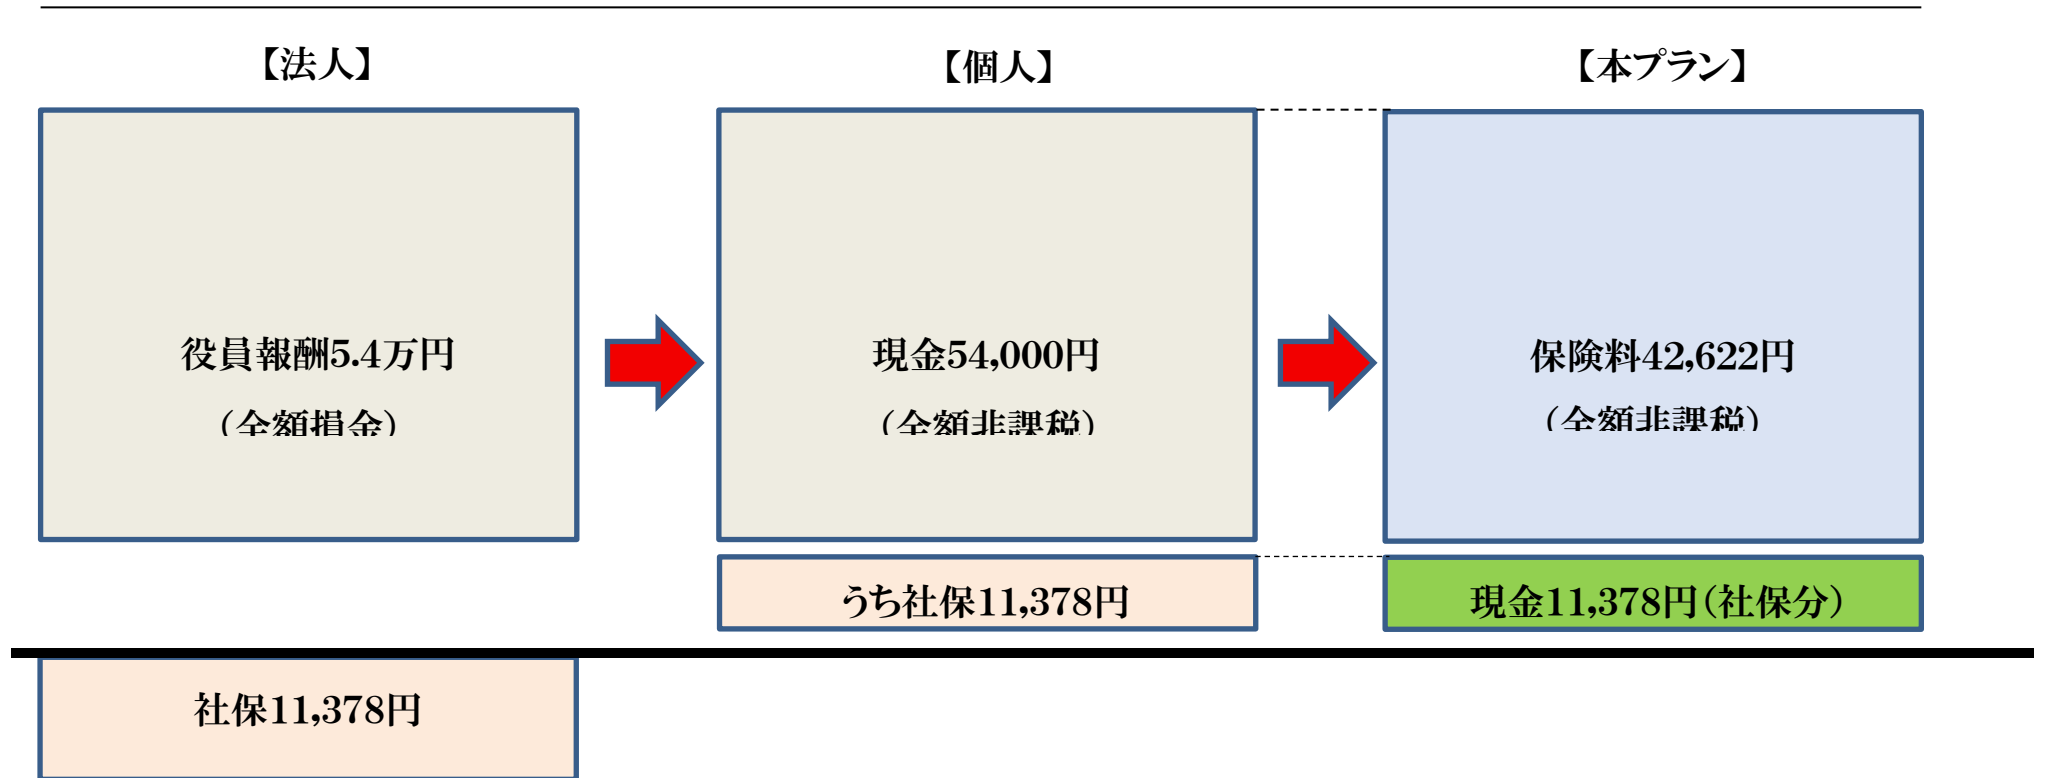 【法人】
【個人】
【本プラン】
役員報酬5.4万円
（全額損金）
現金54,000円
（全額非課税）
保険料42,622円
（全額非課税）
うち社保11,378円
現金11,378円（社保分）
社保11,378円